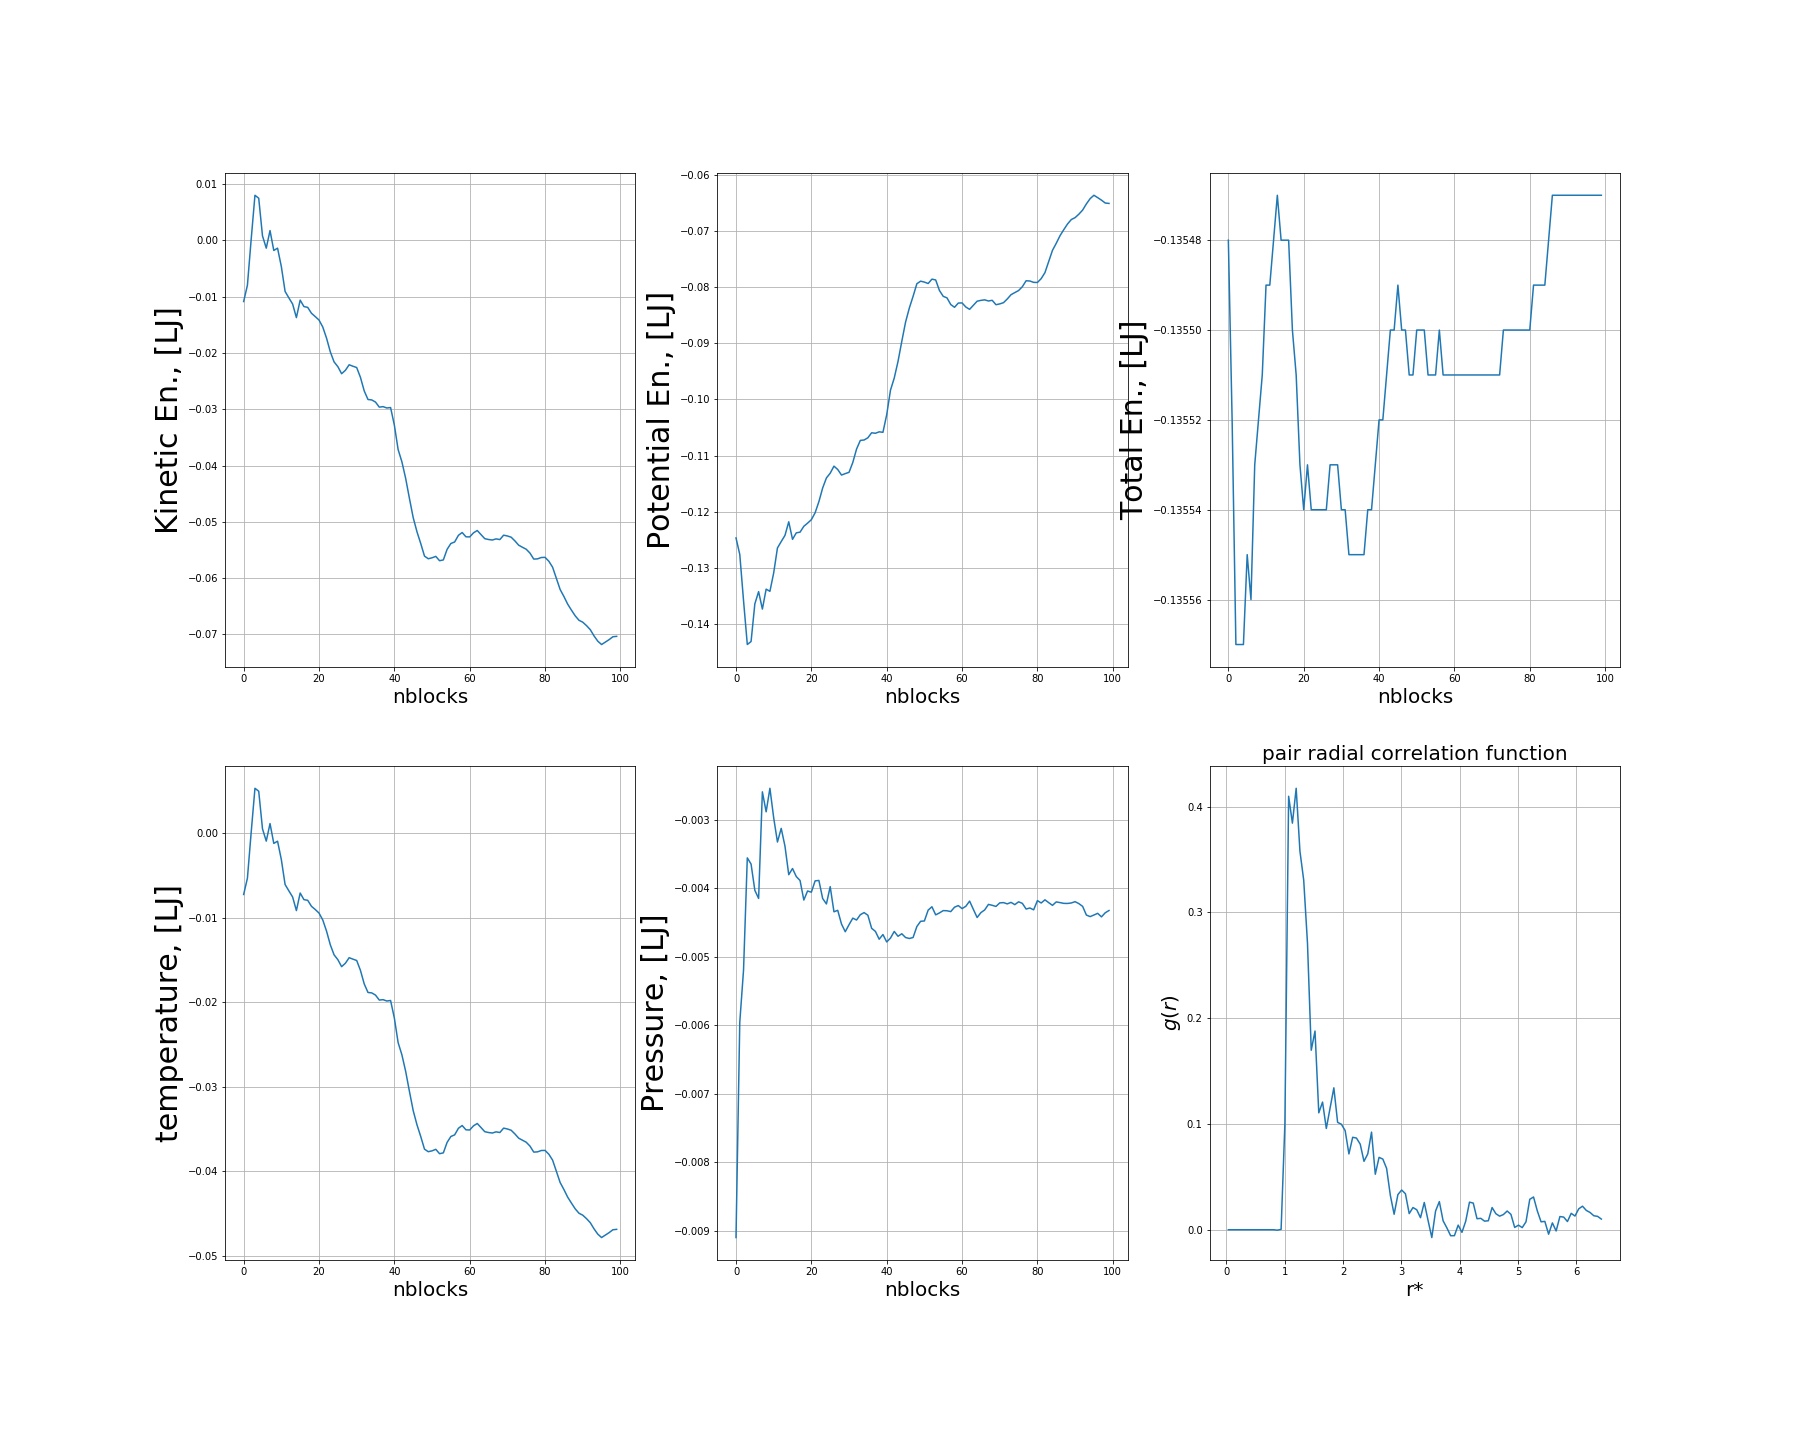 Kinetic En., [LJ]
0.01
0.00
−0.01
−0.02
−0.03
−0.04
−0.05
−0.06
−0.07
0 20 40 60 80 100
nblocks
Potential En., [LJ]
−0.06
−0.07
−0.08
−0.09
−0.10
−0.11
−0.12
−0.13
−0.14
0 20 40 60 80 100
nblocks
Total En., [LJ]
−0.13548
−0.13550
−0.13552
−0.13554
−0.13556
0 20 40 60 80 100
nblocks
temperature, [LJ]
0.00
−0.01
−0.02
−0.03
−0.04
−0.05
0 20 40 60 80 100
nblocks
Pressure, [LJ]
−0.003
−0.004
−0.005
−0.006
−0.007
−0.008
−0.009
0 20 40 60 80 100
nblocks
pair radial correlation function
g(r)
0.4
0.3
0.2
0.1
0.0
0 1 2 3 4 5 6
r*